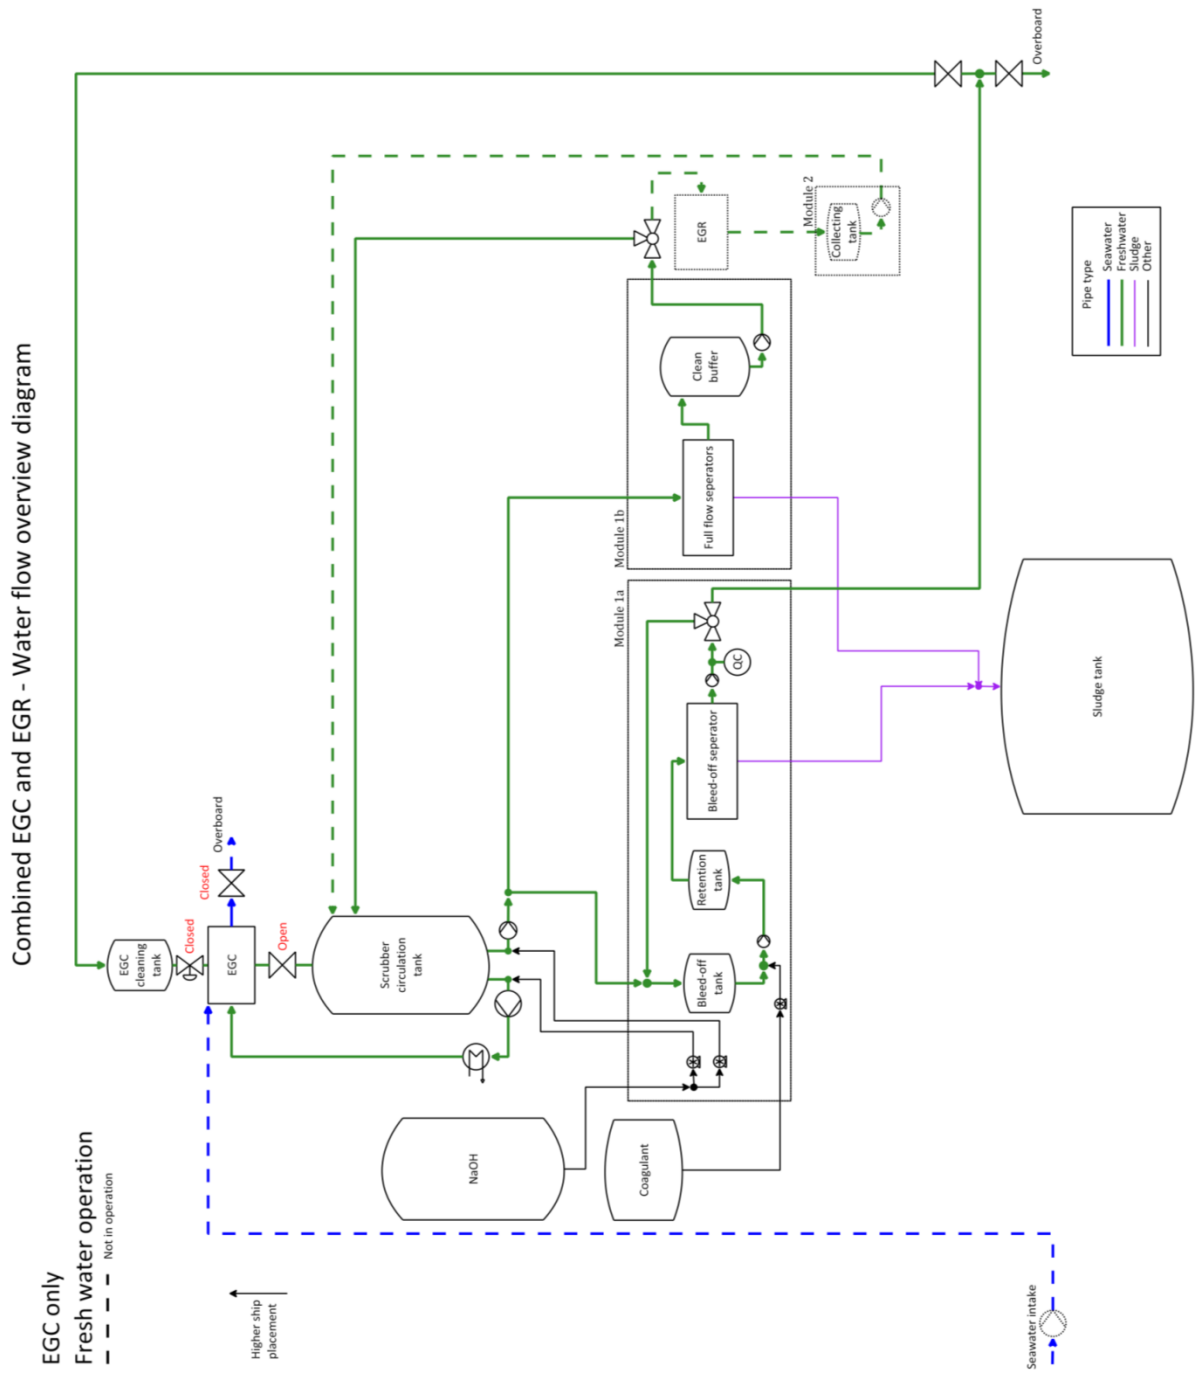 Combined EGC and EGR - Water flow overview diagram
EGC only
Fresh water operation
Not in operation
Higher ship
placement
Seawater intake
EGC
cleaning
tank
Closed
EGC
Closed
Overboard
Open
Scrubber
circulation
tank
NaOH
Coagulant
Module 1a
Bleed-off
tank
Retention
tank
Bleed-off seperator
QC
Module 1b
Full flow seperators
Clean
buffer
EGR
Module 2
Collecting
tank
Sludge tank
Overboard
Pipe type
Seawater
Freshwater
Sludge
Other